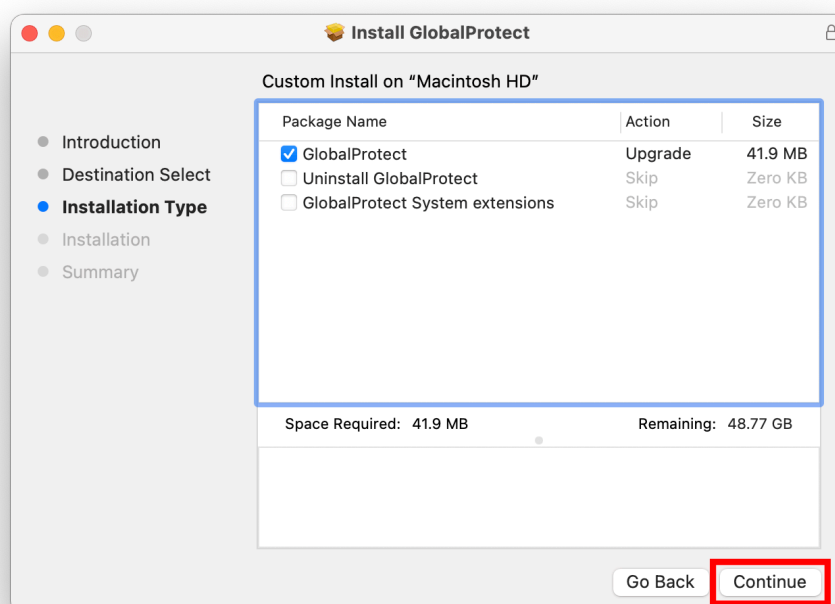 Install GlobalProtect
Custom Install on “Macintosh HD”
Introduction
Destination Select
Installation Type
Installation
Summary
Package Name Action Size
GlobalProtect Upgrade 41.9 MB
Uninstall GlobalProtect Skip Zero KB
GlobalProtect System extensions Skip Zero KB
Space Required: 41.9 MB Remaining: 48.77 GB
Go Back Continue